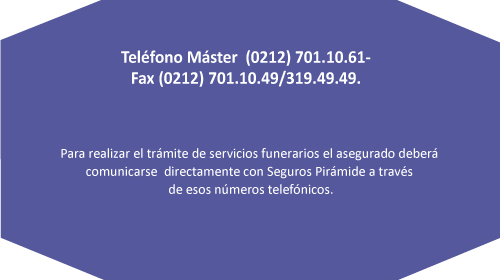 Teléfono Máster  (0212) 701.10.61-
Fax (0212) 701.10.49/319.49.49.
Para realizar el trámite de servicios funerarios el asegurado deberá
comunicarse  directamente con Seguros Pirámide a través
de esos números telefónicos.